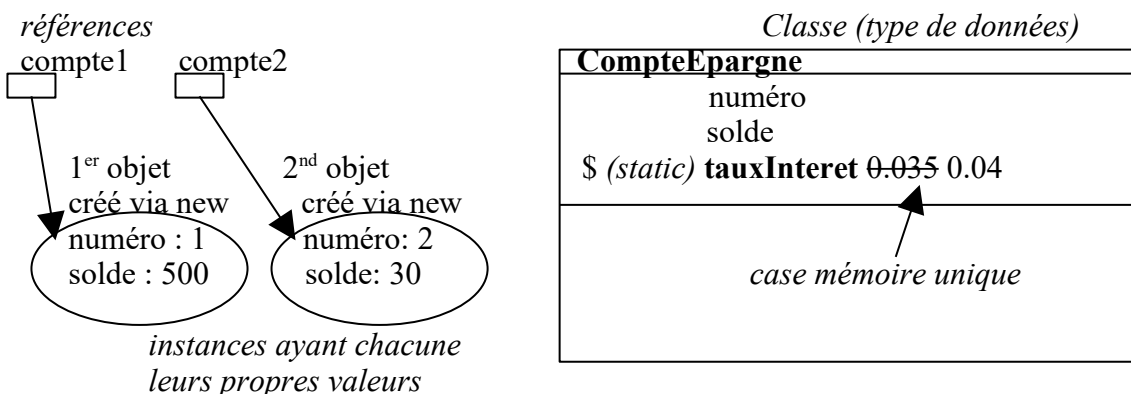 références
compte1 compte2
1er objet
créé via new
numéro : 1
solde : 500
2nd objet
créé via new
numéro: 2
solde: 30
instances ayant chacune
leurs propres valeurs
Classe (type de données)
CompteEpargne
numéro
solde
$ (static) tauxInteret 0.035 0.04
case mémoire unique